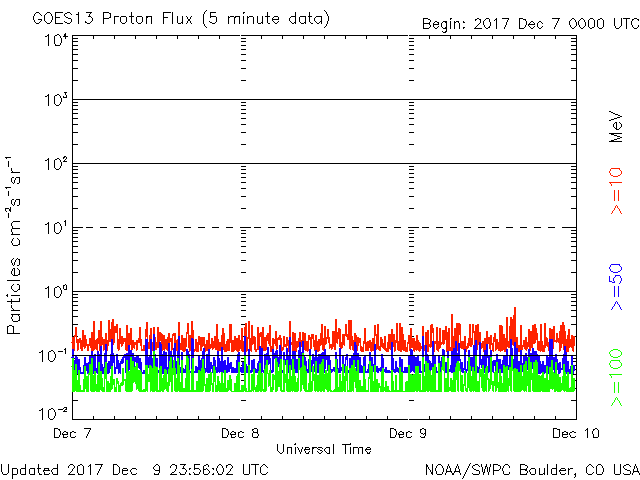 GOES13 Proton Flux (5 minute data)
Begin: 2017 Dec 7 0000 UTC
Particles cm⁻²s⁻¹sr⁻¹
10⁴
10³
10²
10¹
10⁰
10⁻¹
10⁻²
Dec 7
Dec 8
Dec 9
Dec 10
Universal Time
MeV
>=10
>=50
>=100
Updated 2017 Dec 9 23:56:02 UTC
NOAA/SWPC Boulder, CO USA